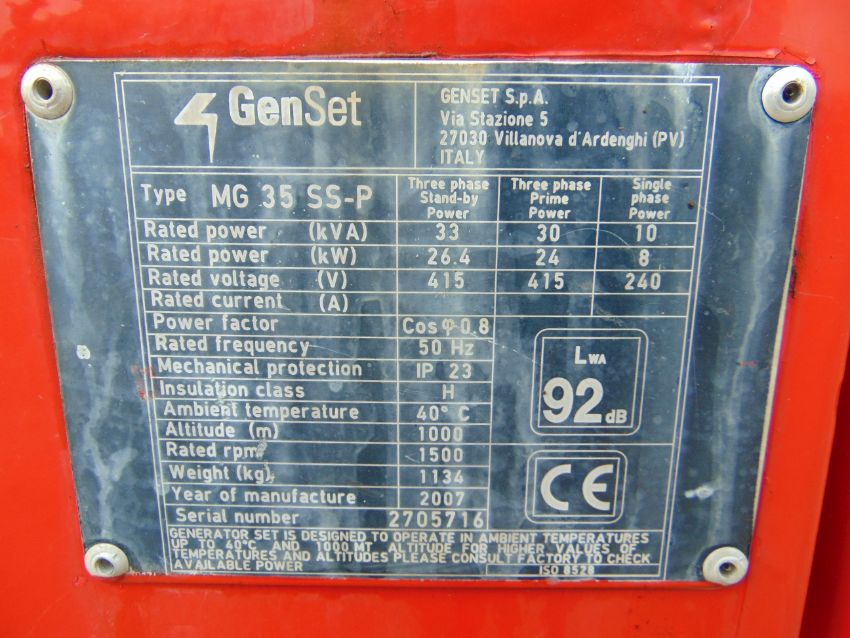 GenSet
GENSET S.p.A.
Via Stazione 5
27030 Villanova d'Ardenghi (PV)
ITALY
Type MG 35 SS-P
Three phase Stand-by Power
Three phase Prime Power
Single phase Power
Rated power (kVA) 33 30 10
Rated power (kW) 26.4 24 8
Rated voltage (V) 415 415 240
Rated current (A)
Power factor Cos φ 0.8
Rated frequency 50 Hz
Mechanical protection IP 23
Insulation class H
Ambient temperature 40° C
Altitude (m) 1000
Rated rpm 1500
Weight (kg) 1134
Year of manufacture 2007
Serial number 2705716
LWA
92 dB
CE
GENERATOR SET IS DESIGNED TO OPERATE IN AMBIENT TEMPERATURES
UP TO 40°C AND 1000 MT ALTITUDE FOR HIGHER VALUES OF
TEMPERATURES AND ALTITUDES PLEASE CONSULT FACTORY TO CHECK
AVAILABLE POWER ISO 8528